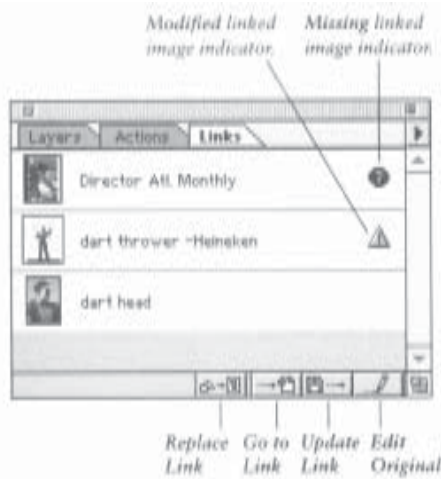 Modified linked
image indicator.
Missing linked
image indicator.
Layers
Actions
Links
?
Director Atl. Monthly
!
dart thrower -Heineken
dart head
Replace
Link
Go to
Link
Update
Link
Edit
Original